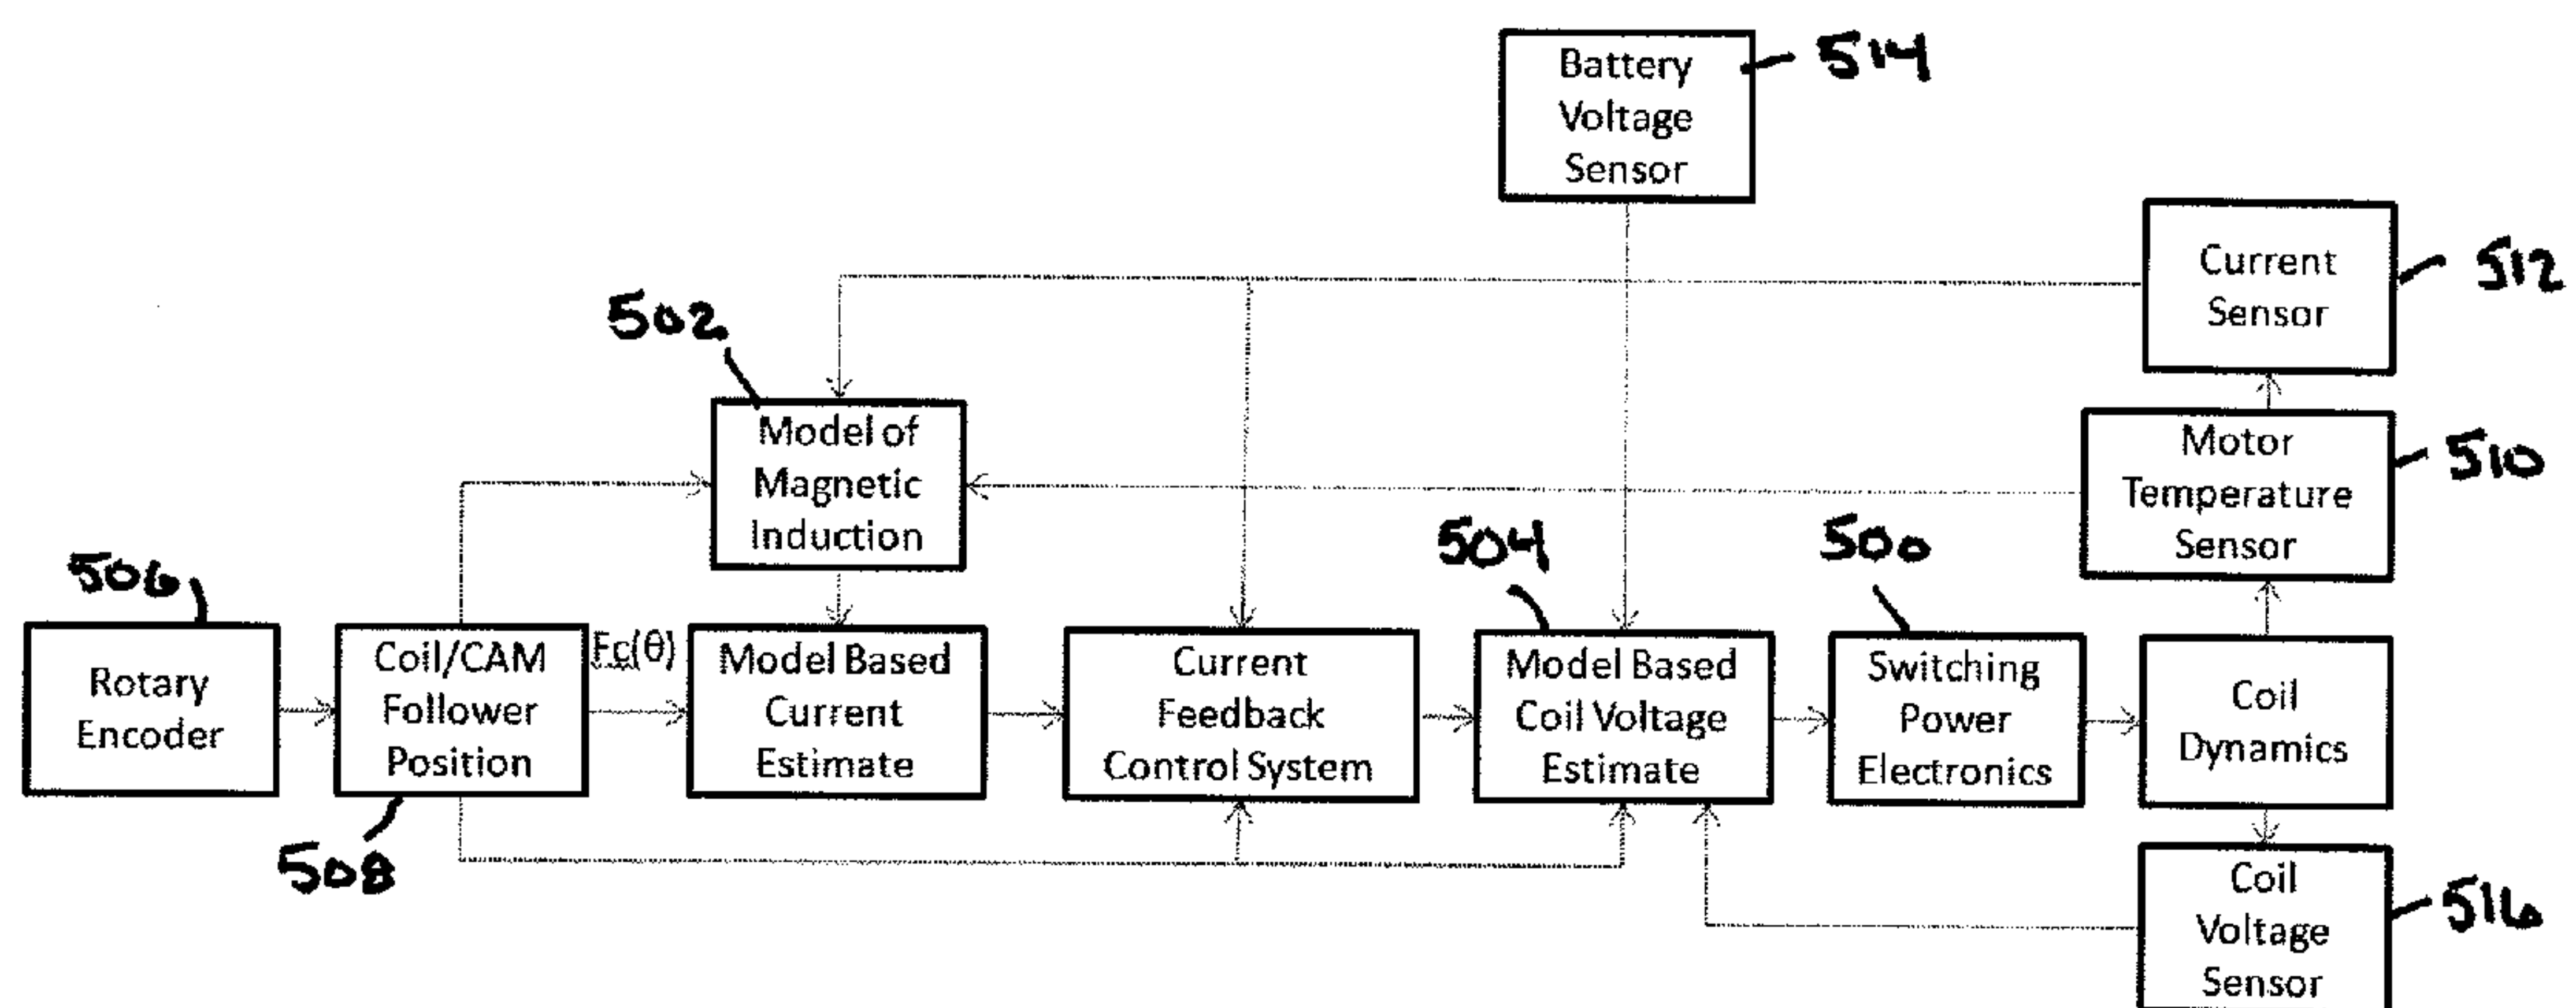 Battery
Voltage
Sensor
514
Current
Sensor
512
502
Model of
Magnetic
Induction
Motor
Temperature
Sensor
510
506
504
500
Rotary
Encoder
Coil/CAM
Follower
Position
Fc(θ)
Model Based
Current
Estimate
Current
Feedback
Control System
Model Based
Coil Voltage
Estimate
Switching
Power
Electronics
Coil
Dynamics
508
Coil
Voltage
Sensor
516